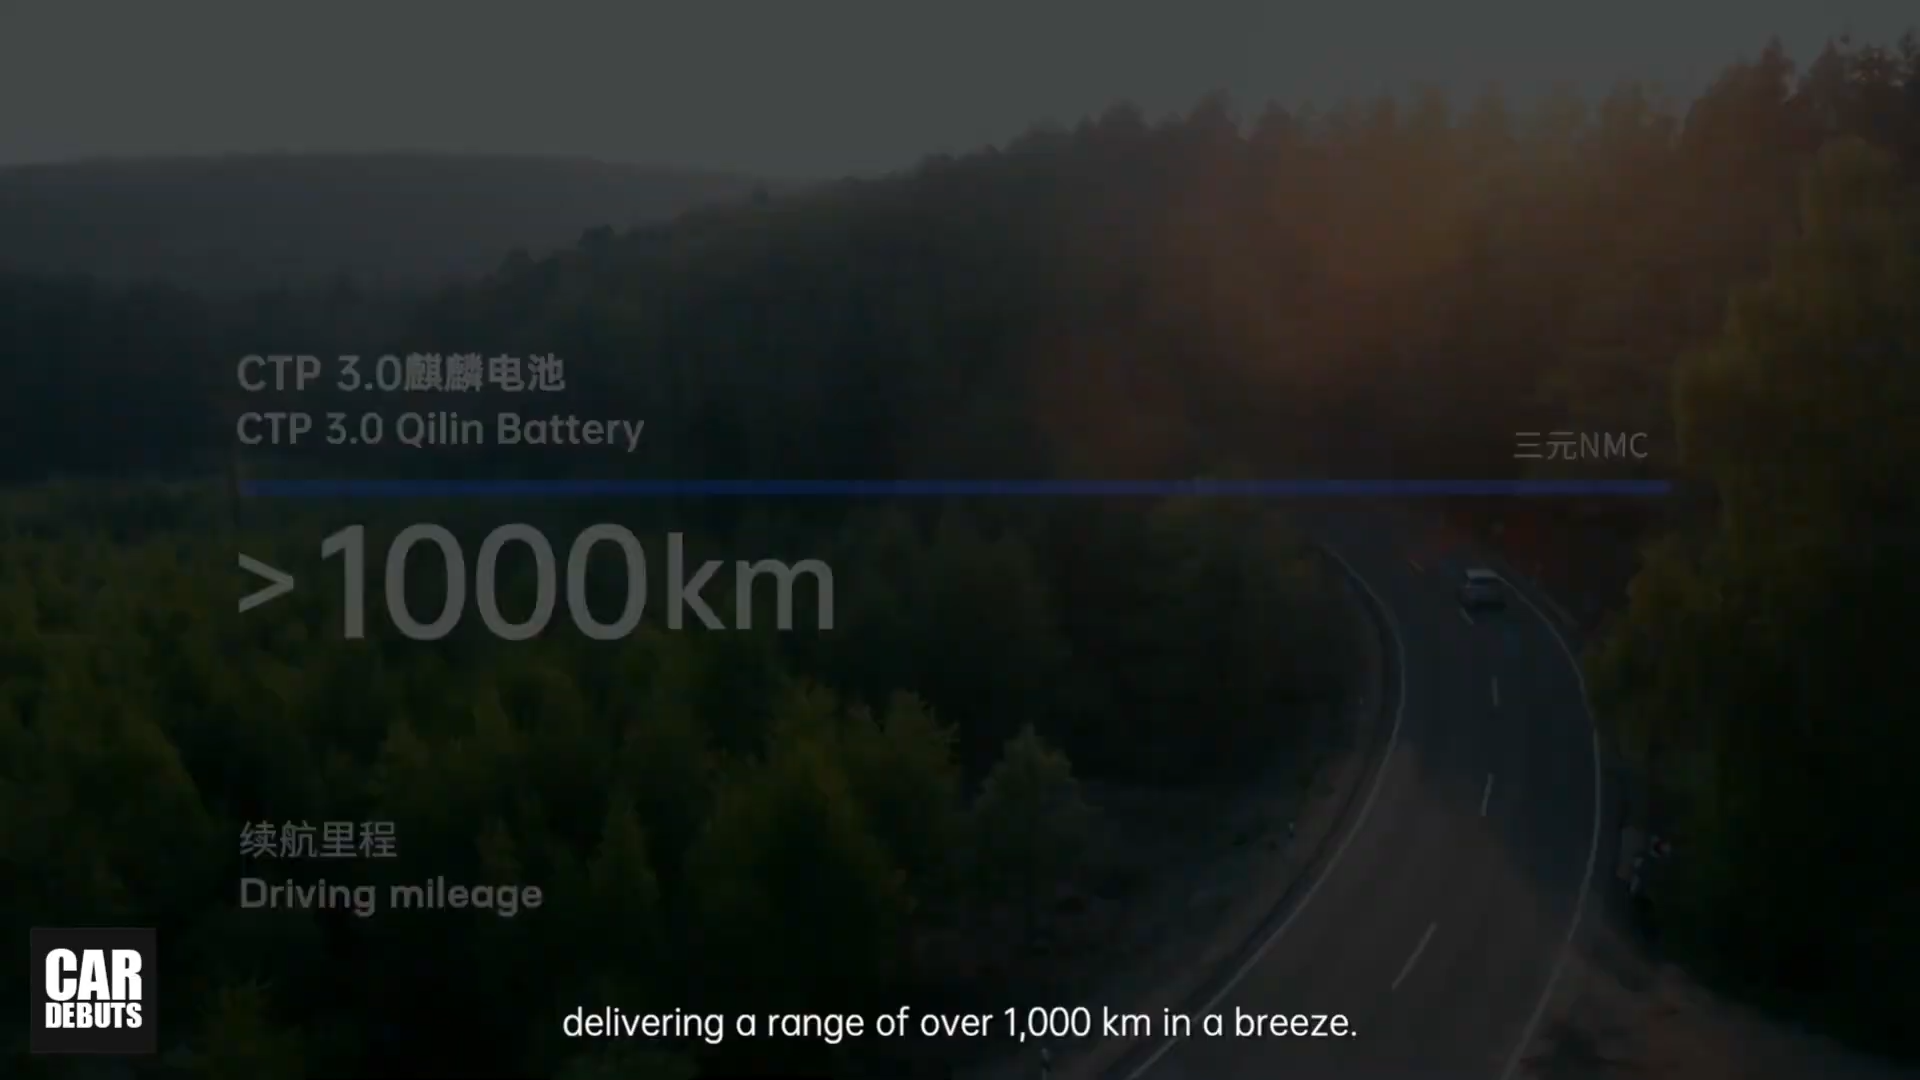 CTP 3.0麒麟电池
CTP 3.0 Qilin Battery
三元NMC
>1000km
续航里程
Driving mileage
CAR
DEBUTS
delivering a range of over 1,000 km in a breeze.